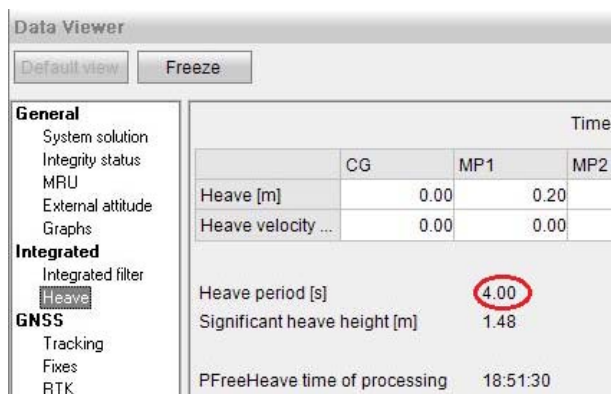 Data Viewer
Default view Freeze
General
System solution
Integrity status
MRU
External attitude
Graphs
Integrated
Integrated filter
Heave
GNSS
Tracking
Fixes
RTK
Time
CG MP1 MP2
Heave [m] 0.00 0.20
Heave velocity ... 0.00 0.00
Heave period [s] 4.00
Significant heave height [m] 1.48
PFreeHeave time of processing 18:51:30